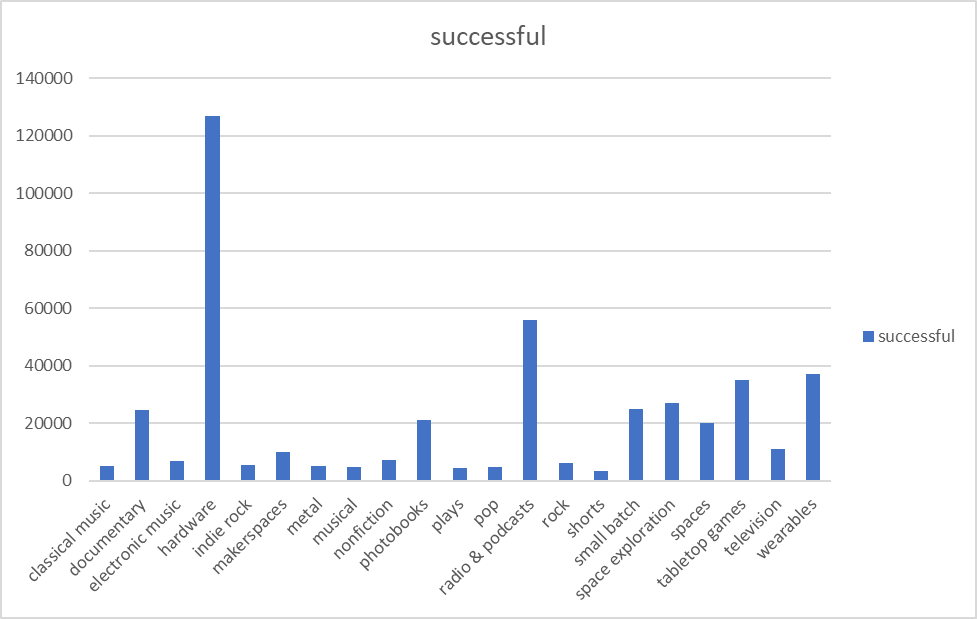 successful
140000
120000
100000
80000
60000
40000
20000
0
classical music
documentary
electronic music
hardware
indie rock
makerspaces
metal
musical
nonfiction
photobooks
plays
pop
radio & podcasts
rock
shorts
small batch
space exploration
spaces
tabletop games
television
wearables
successful